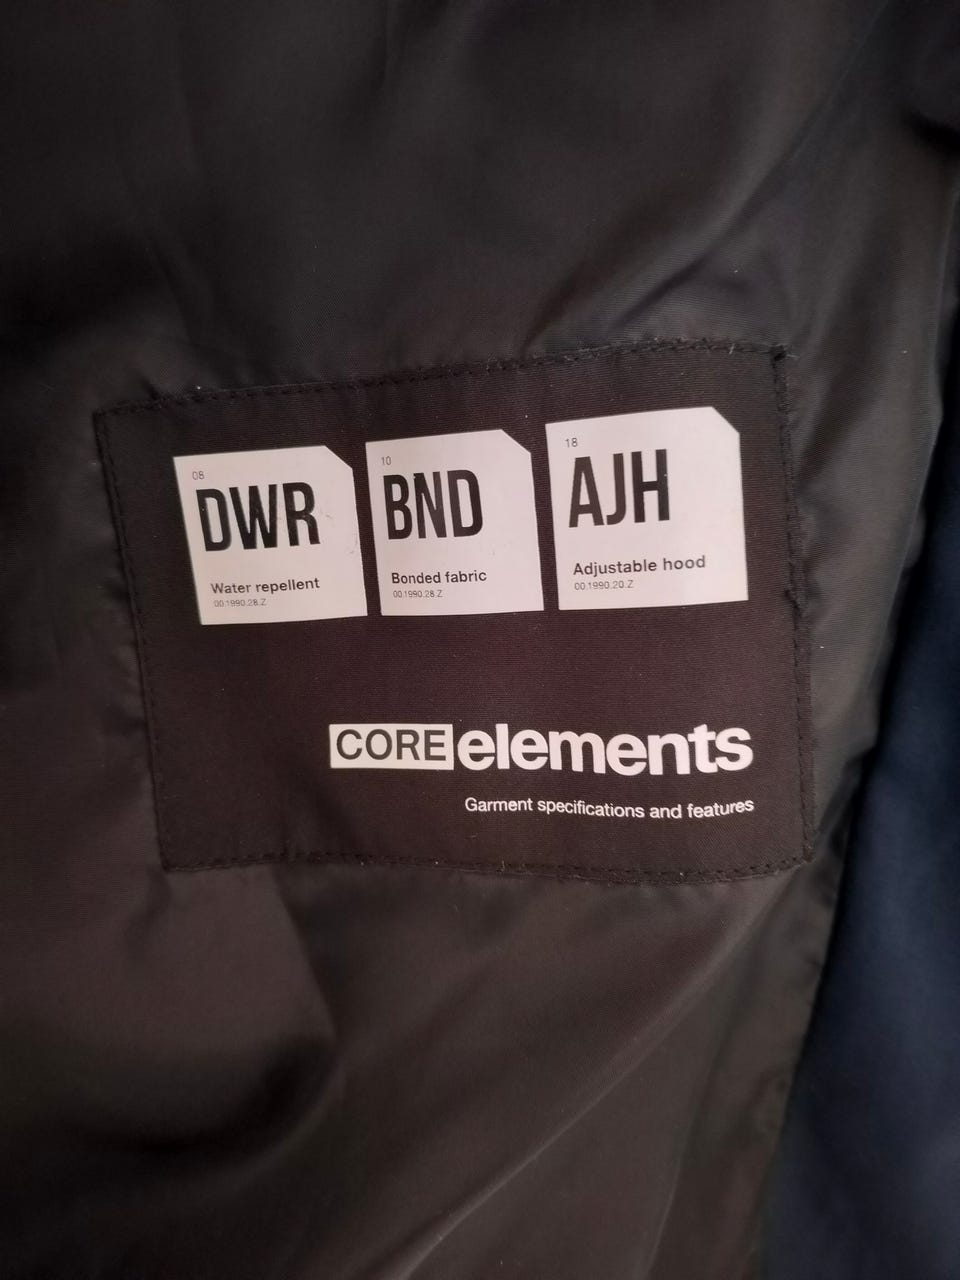 08
DWR
Water repellent
00.1990.28.Z
10
BND
Bonded fabric
00.1990.28.Z
18
AJH
Adjustable hood
00.1990.20.Z
CORE elements
Garment specifications and features